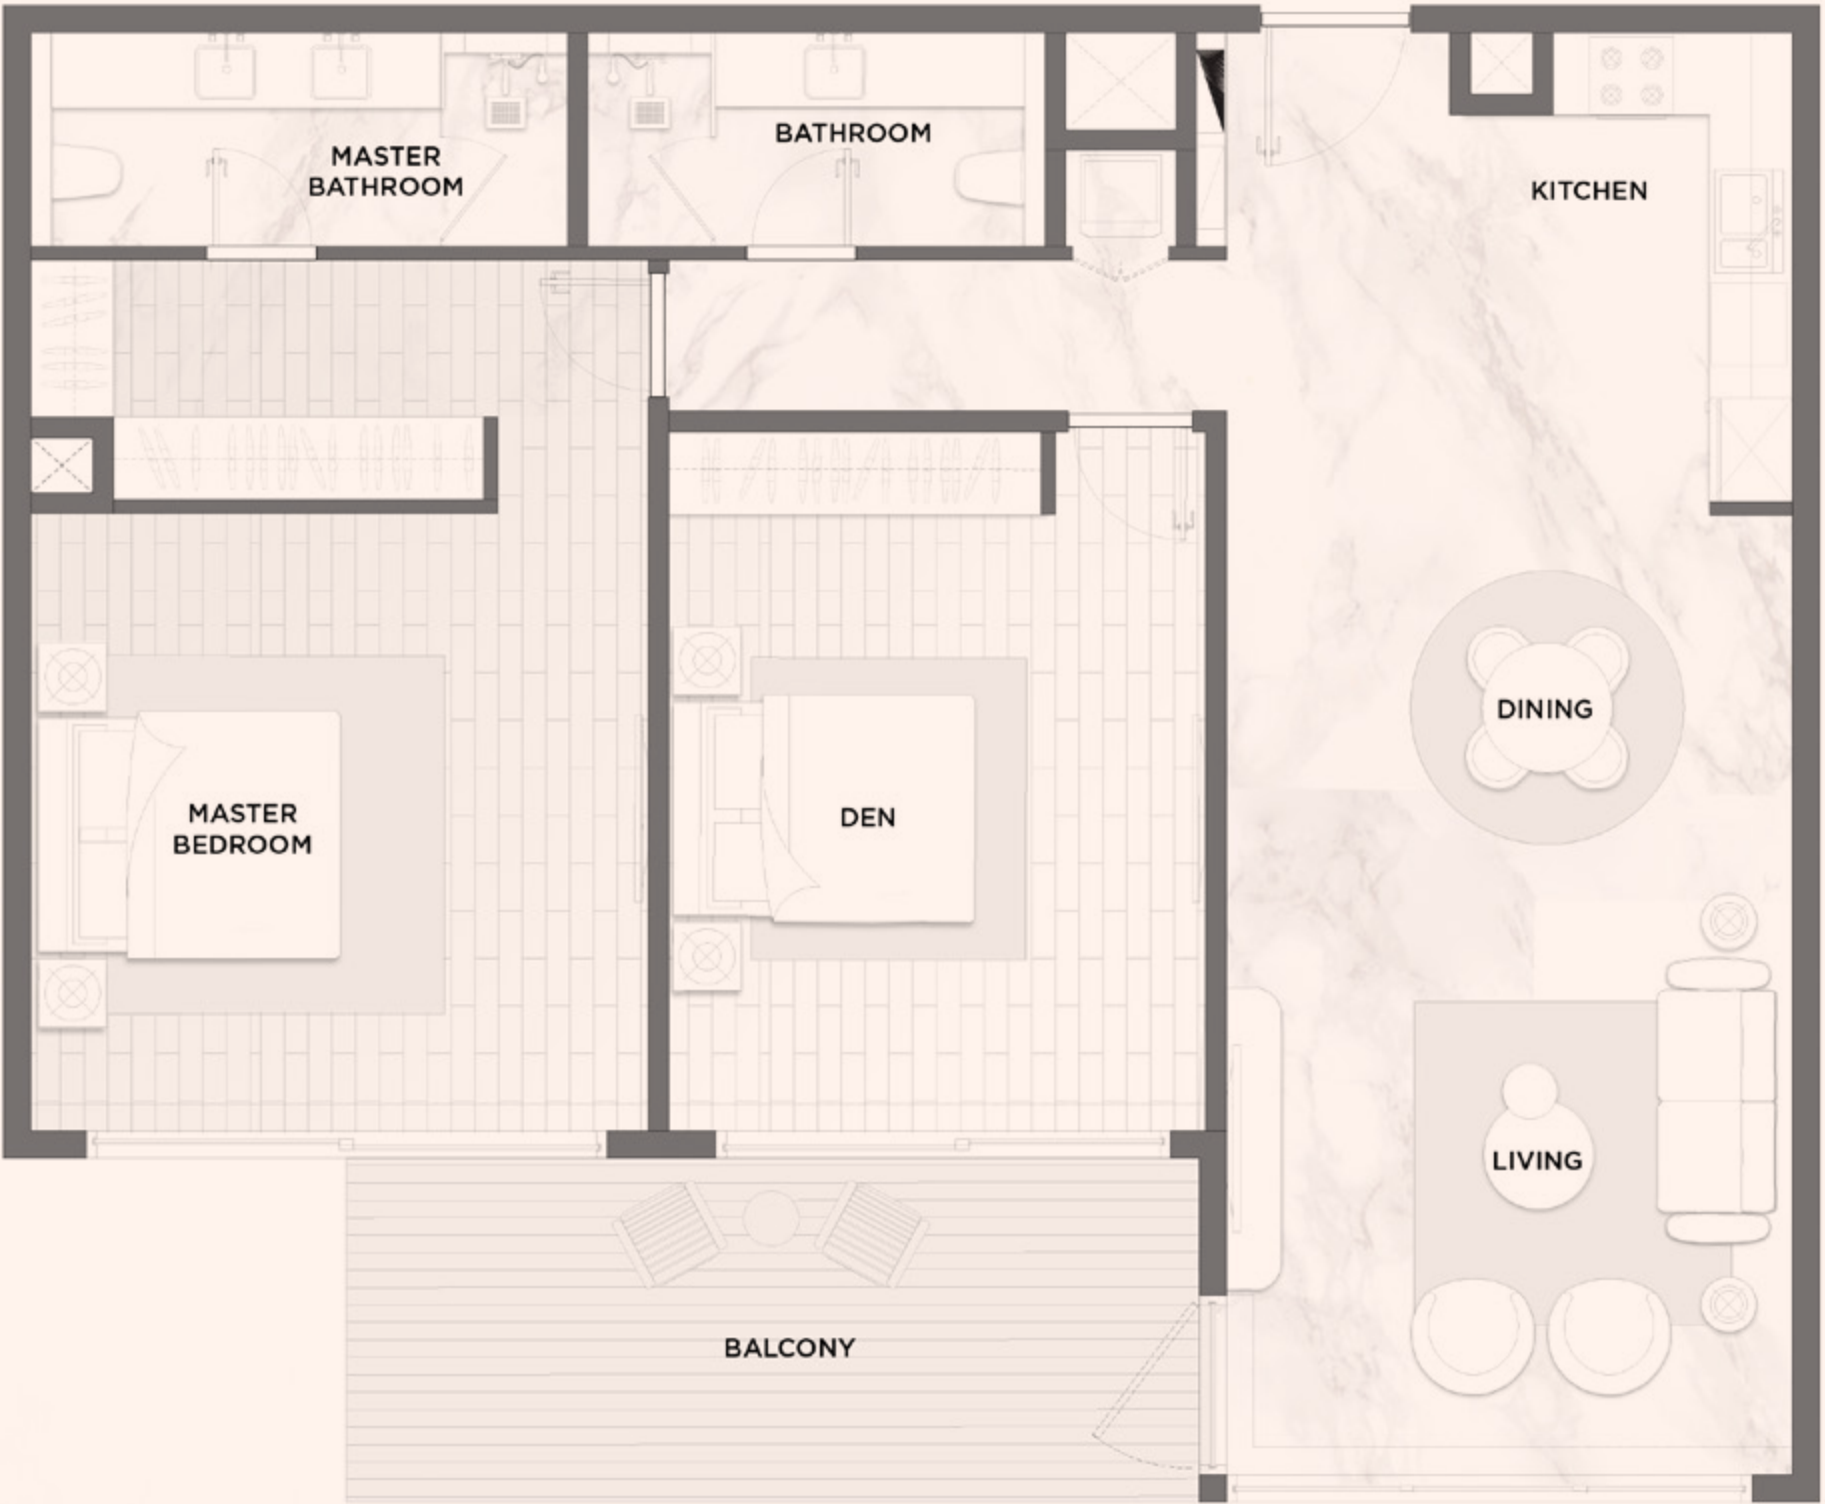 BATHROOM
MASTER
BATHROOM
KITCHEN
DINING
MASTER
BEDROOM
DEN
LIVING
BALCONY